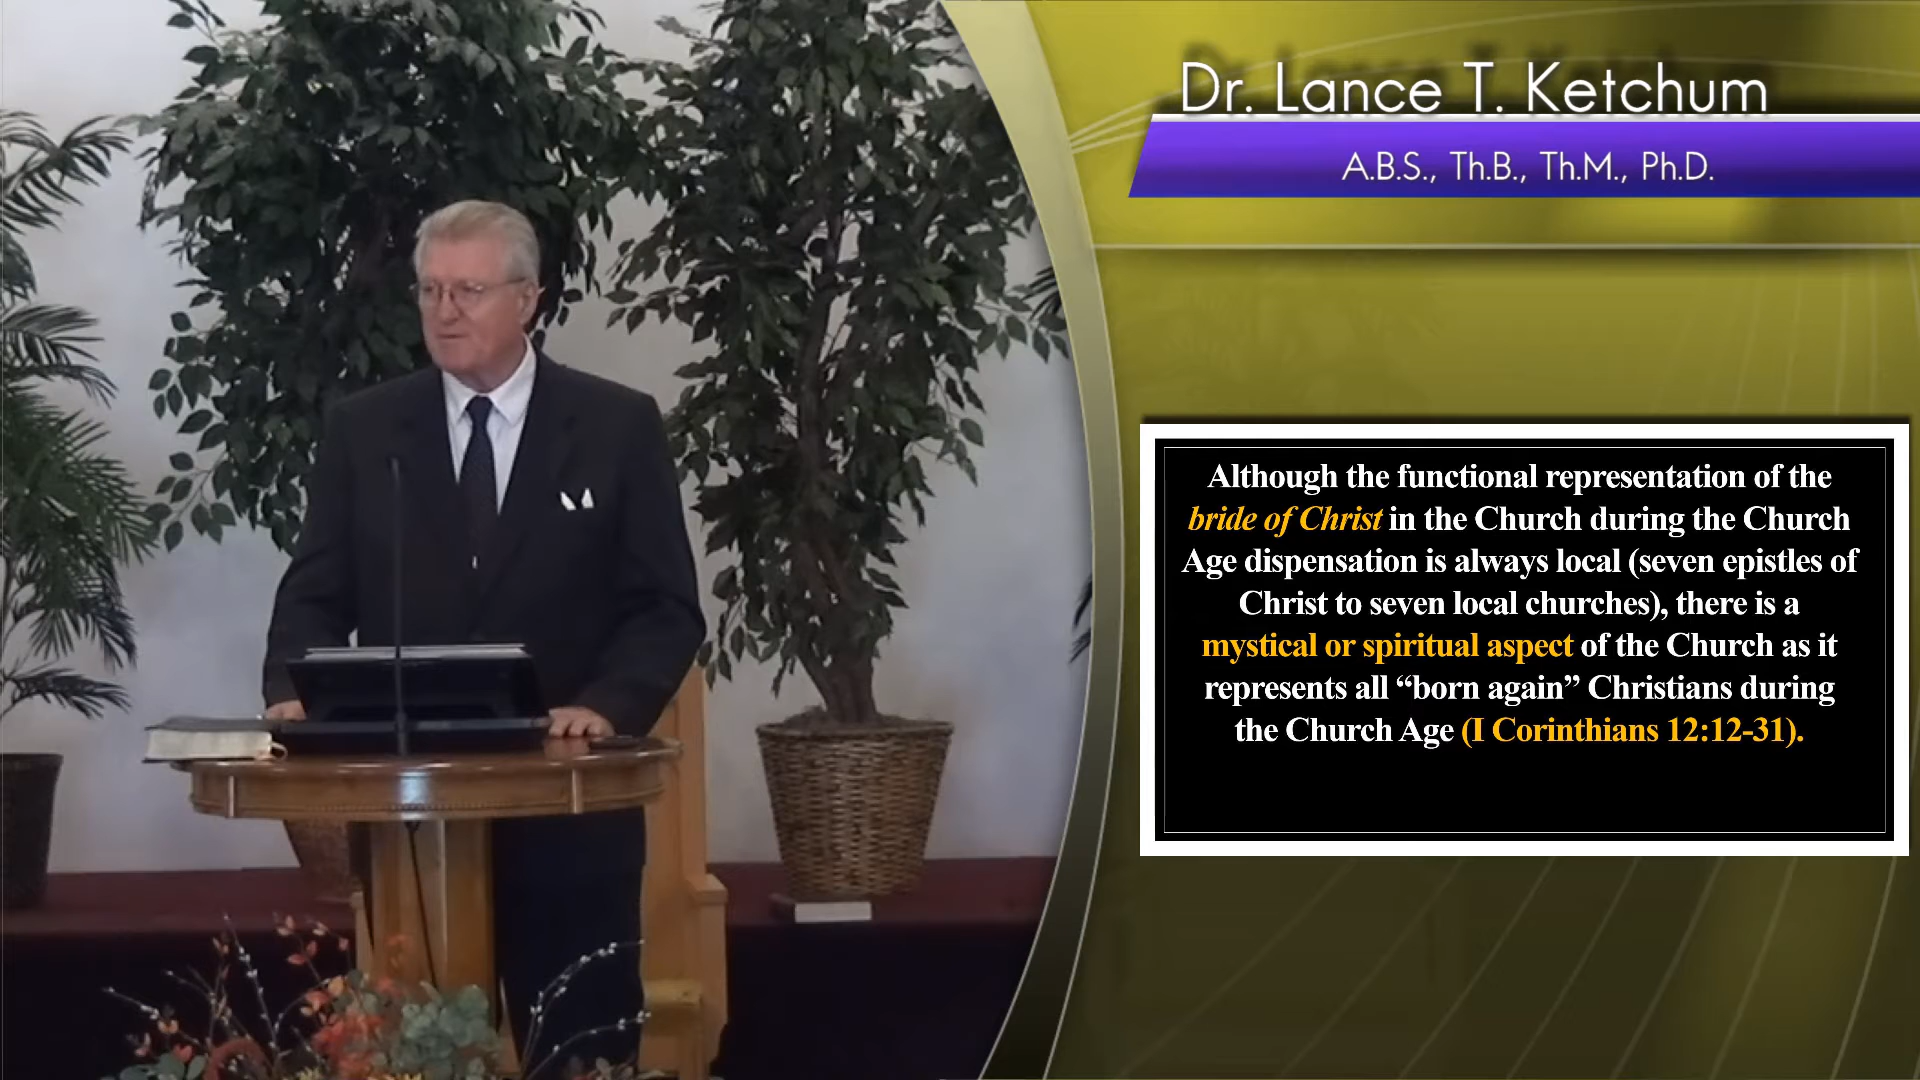 Dr. Lance T. Ketchum
A.B.S., Th.B., Th.M., Ph.D.
Although the functional representation of the
bride of Christ in the Church during the Church
Age dispensation is always local (seven epistles of
Christ to seven local churches), there is a
mystical or spiritual aspect of the Church as it
represents all “born again” Christians during
the Church Age (I Corinthians 12:12-31).